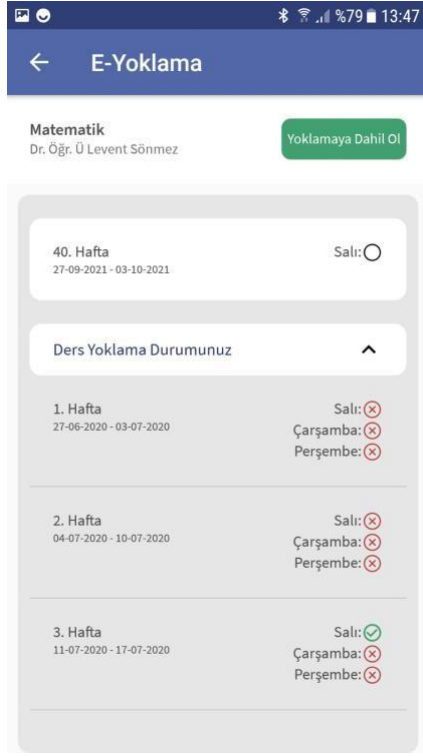 %79 13:47
E-Yoklama
Matematik
Dr. Öğr. Ü Levent Sönmez
Yoklamaya Dahil Ol
40. Hafta
27-09-2021 - 03-10-2021
Salı:
Ders Yoklama Durumunuz
1. Hafta
27-06-2020 - 03-07-2020
Salı:
Çarşamba:
Perşembe:
2. Hafta
04-07-2020 - 10-07-2020
Salı:
Çarşamba:
Perşembe:
3. Hafta
11-07-2020 - 17-07-2020
Salı:
Çarşamba:
Perşembe: